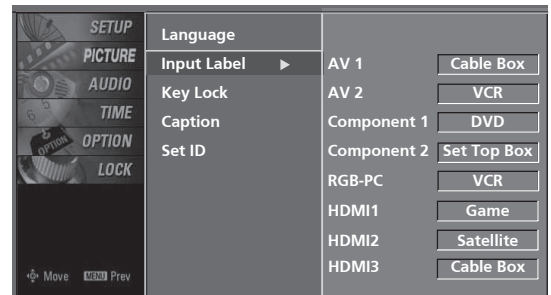 SETUP
PICTURE
AUDIO
TIME
OPTION
LOCK
Move MENU Prev
Language
Input Label
Key Lock
Caption
Set ID
AV 1 Cable Box
AV 2 VCR
Component 1 DVD
Component 2 Set Top Box
RGB-PC VCR
HDMI1 Game
HDMI2 Satellite
HDMI3 Cable Box